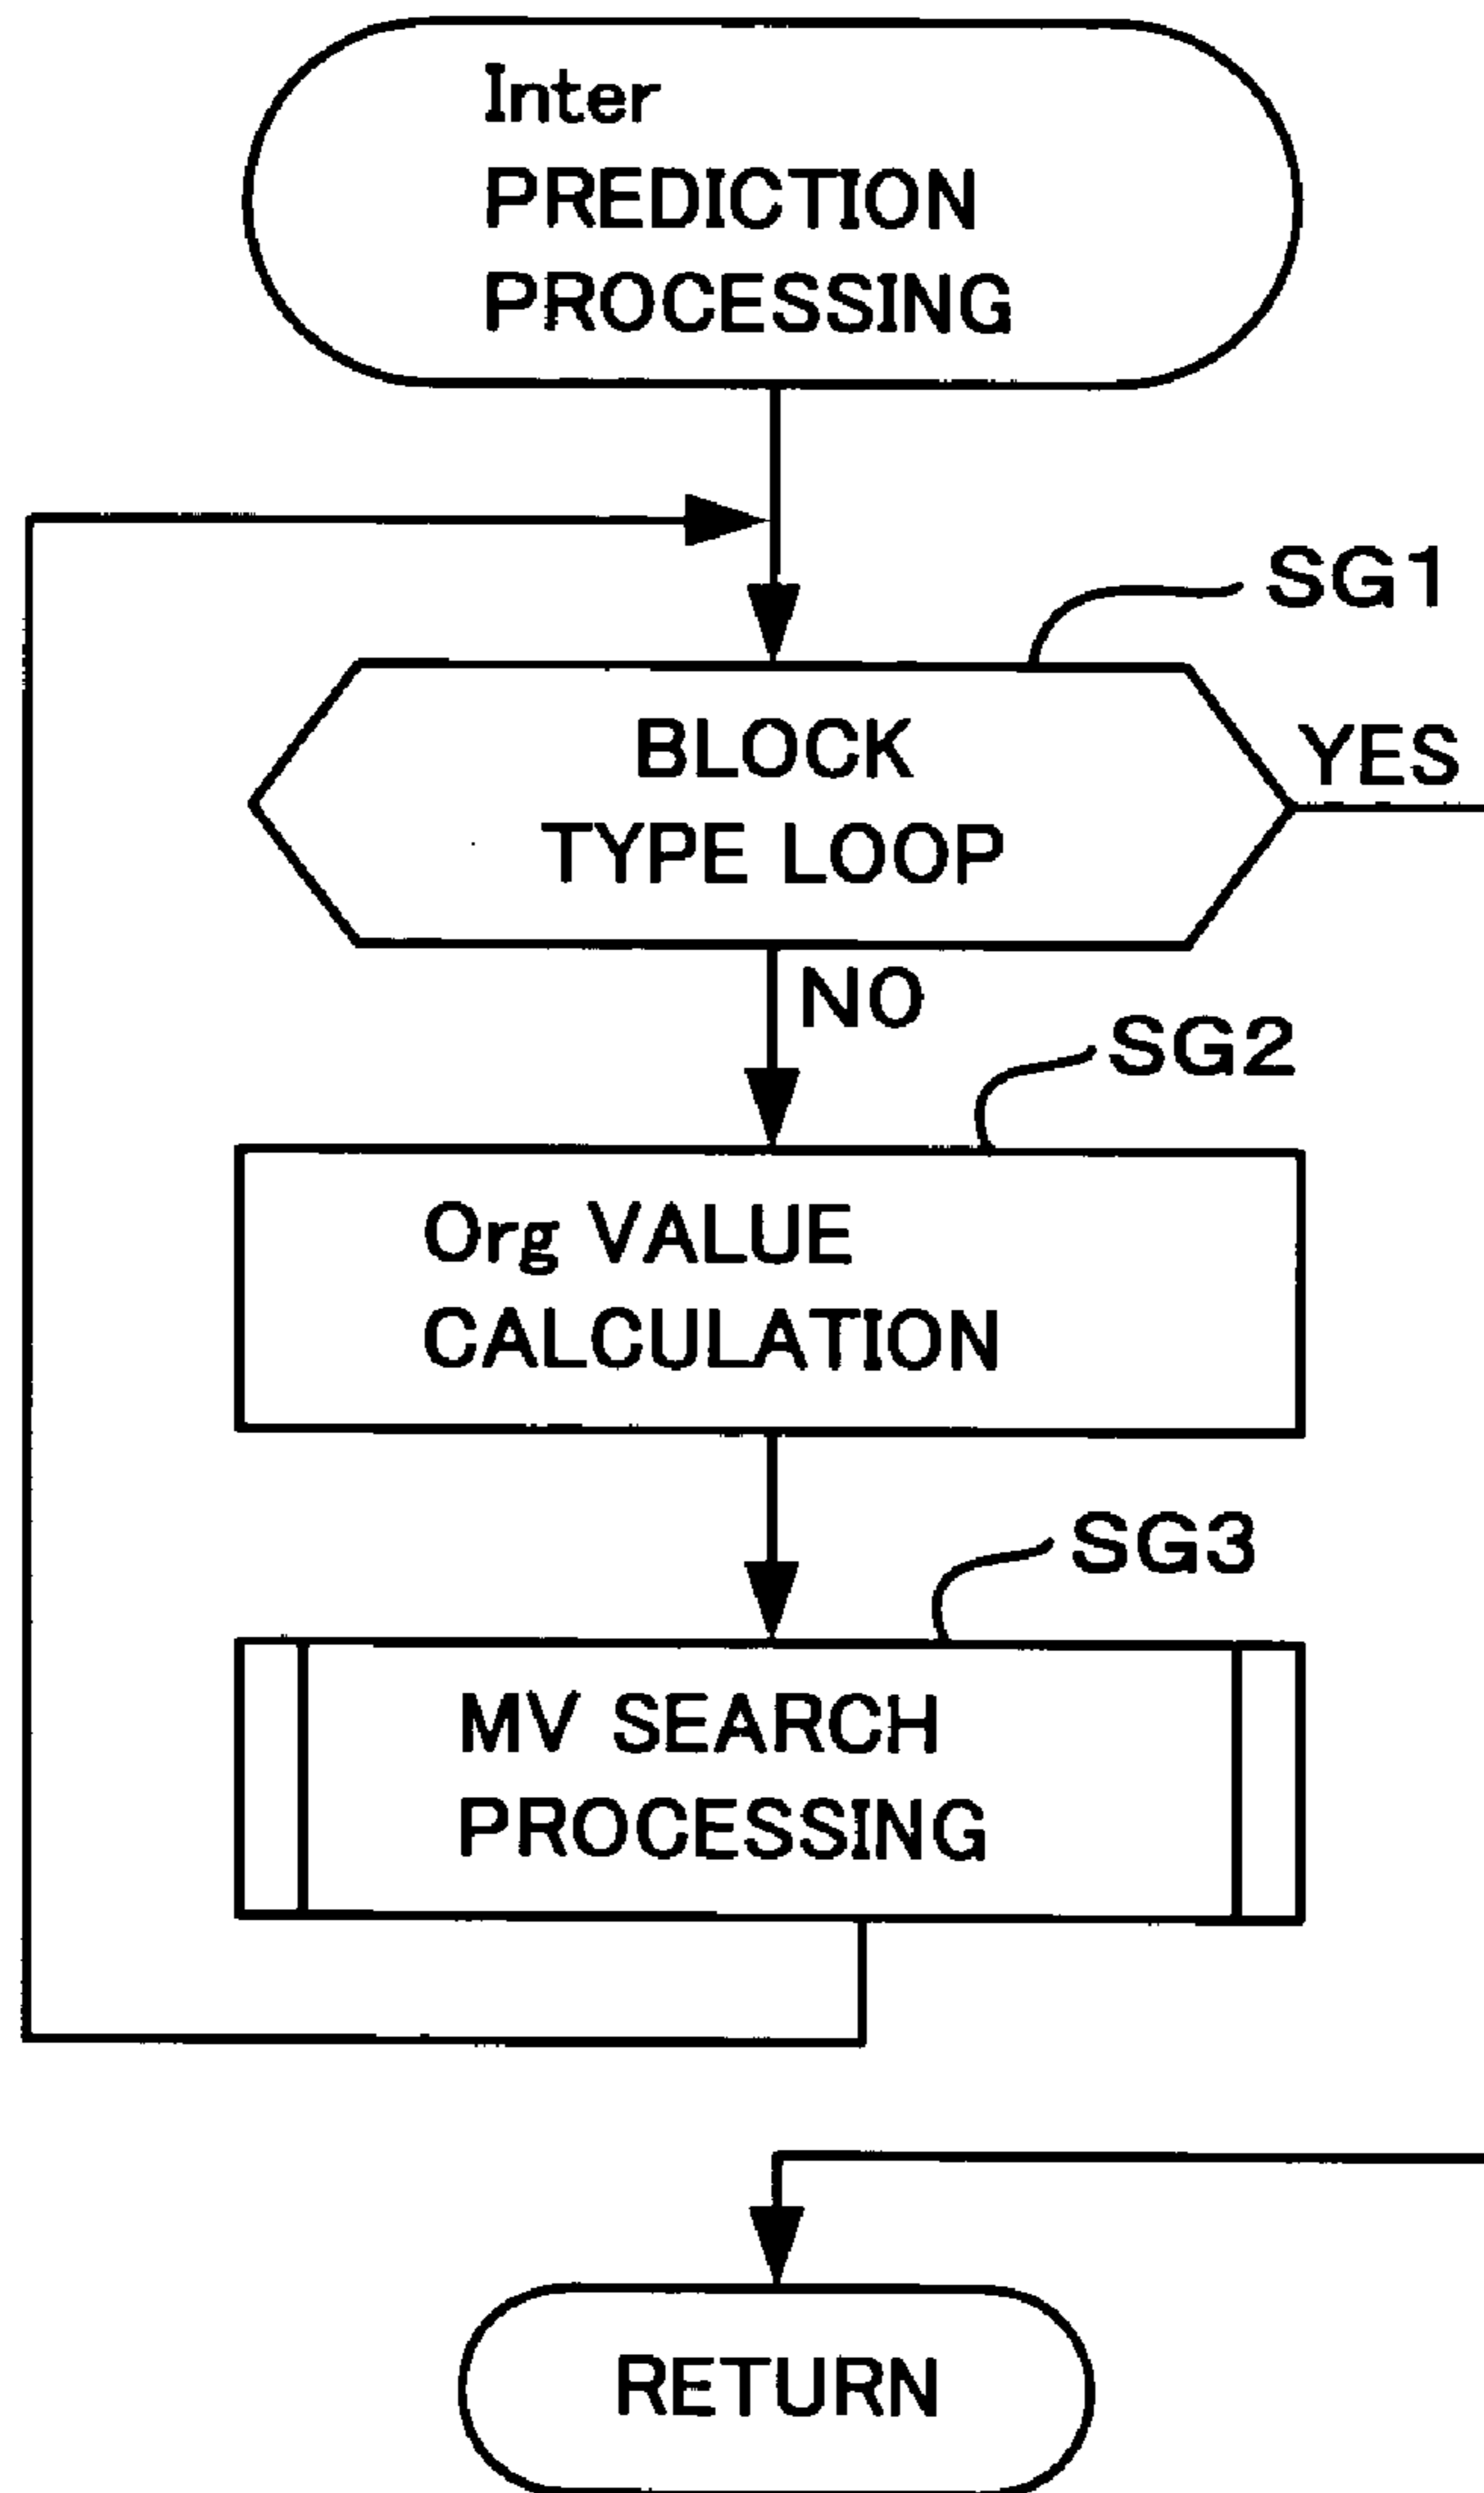 Inter
PREDICTION
PROCESSING
SG1
BLOCK
TYPE LOOP
YES
NO
SG2
Org VALUE
CALCULATION
SG3
MV SEARCH
PROCESSING
RETURN